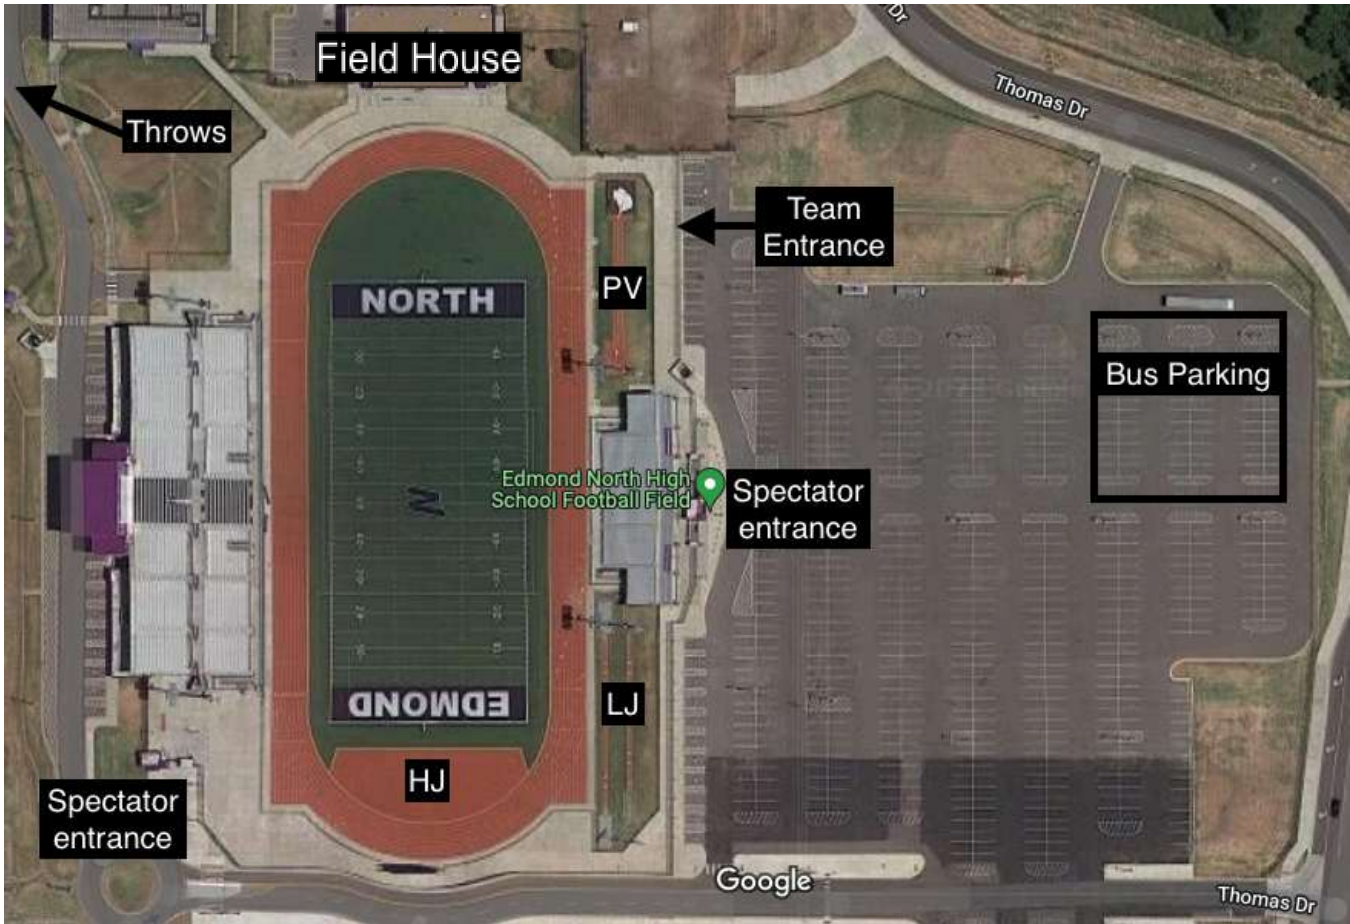 Field House
Dr
Thomas Dr
Throws
Team
Entrance
PV
NORTH
Bus Parking
Edmond North High
School Football Field
Spectator
entrance
N
EDMOND
LJ
HJ
Spectator
entrance
Google
Thomas Dr